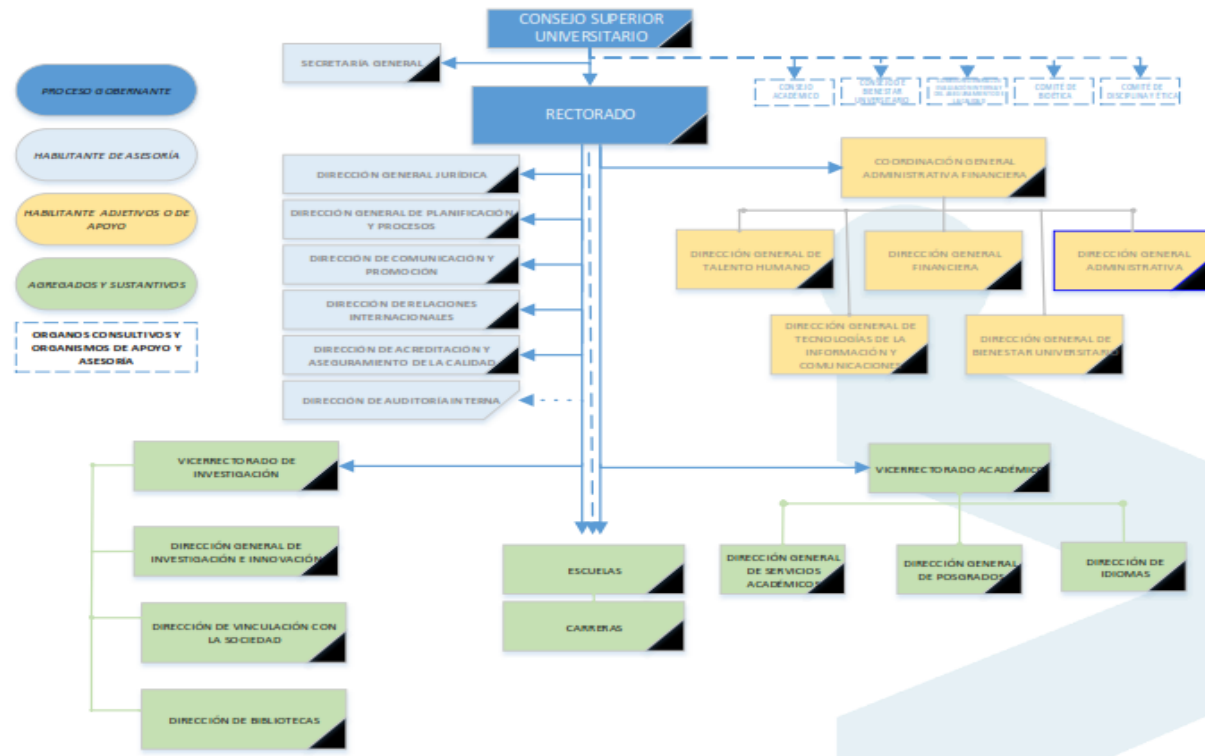 CONSEJO SUPERIOR
UNIVERSITARIO
SECRETARÍA GENERAL
CONSEJO
ACADÉMICO
CONSEJO DE
BIENESTAR
UNIVERSITARIO
COMITÉ DE
BIOÉTICA
COMITÉ DE
DISCIPLINA Y ÉTICA
PROCESO GOBERNANTE
HABILITANTE DE ASESORÍA
HABILITANTE ADJETIVOS O DE
APOYO
AGREGADOS Y SUSTANTIVOS
ORGANOS CONSULTIVOS Y
ORGANISMOS DE APOYO Y
ASESORÍA
RECTORADO
DIRECCIÓN GENERAL JURÍDICA
DIRECCIÓN GENERAL DE PLANIFICACIÓN
Y PROCESOS
DIRECCIÓN DE COMUNICACIÓN Y
PROMOCIÓN
DIRECCIÓN DE RELACIONES
INTERNACIONALES
DIRECCIÓN DE ACREDITACIÓN Y
ASEGURAMIENTO DE LA CALIDAD
DIRECCIÓN DE AUDITORÍA INTERNA
COORDINACIÓN GENERAL
ADMINISTRATIVA FINANCIERA
DIRECCIÓN GENERAL DE
TALENTO HUMANO
DIRECCIÓN GENERAL
FINANCIERA
DIRECCIÓN GENERAL
ADMINISTRATIVA
DIRECCIÓN GENERAL DE
TECNOLOGÍAS DE LA
INFORMACIÓN Y
COMUNICACIONES
DIRECCIÓN GENERAL DE
BIENESTAR UNIVERSITARIO
VICERRECTORADO DE
INVESTIGACIÓN
DIRECCIÓN GENERAL DE
INVESTIGACIÓN E INNOVACIÓN
DIRECCIÓN DE VINCULACIÓN CON
LA SOCIEDAD
DIRECCIÓN DE BIBLIOTECAS
ESCUELAS
CARRERAS
VICERRECTORADO ACADÉMICO
DIRECCIÓN GENERAL
DE SERVICIOS
ACADÉMICOS
DIRECCIÓN GENERAL
DE POSGRADOS
DIRECCIÓN DE
IDIOMAS